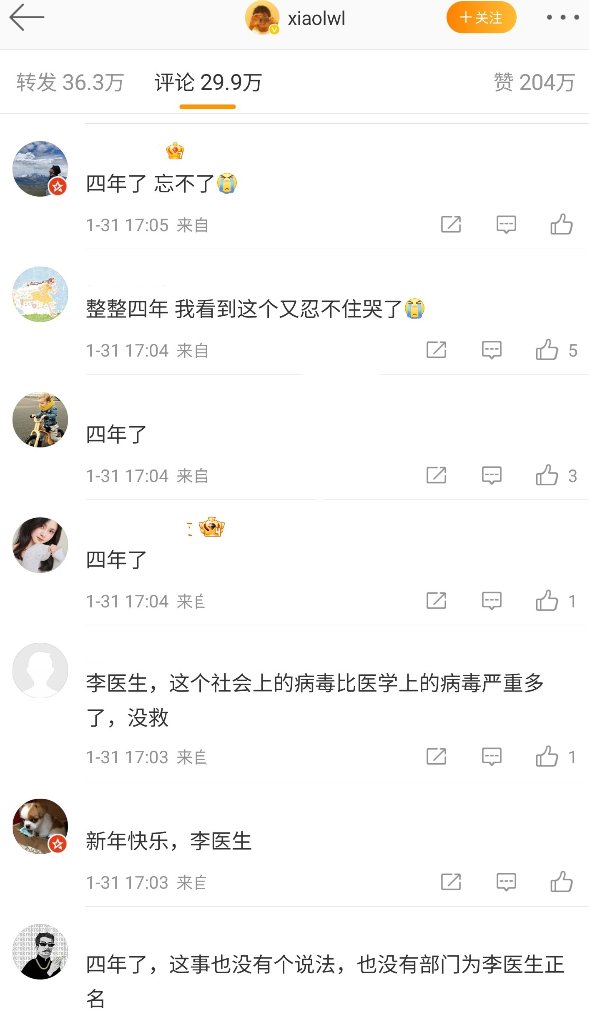 xiaolwl
+关注
转发 36.3万 评论 29.9万 赞 204万
四年了 忘不了😭
1-31 17:05 来自
整整四年 我看到这个又忍不住哭了😭
1-31 17:04 来自
5
四年了
1-31 17:04 来自
3
四年了
1-31 17:04 来
1
李医生，这个社会上的病毒比医学上的病毒严重多
了，没救
1-31 17:03 来
1
新年快乐，李医生
1-31 17:03 来
四年了，这事也没有个说法，也没有部门为李医生正
名